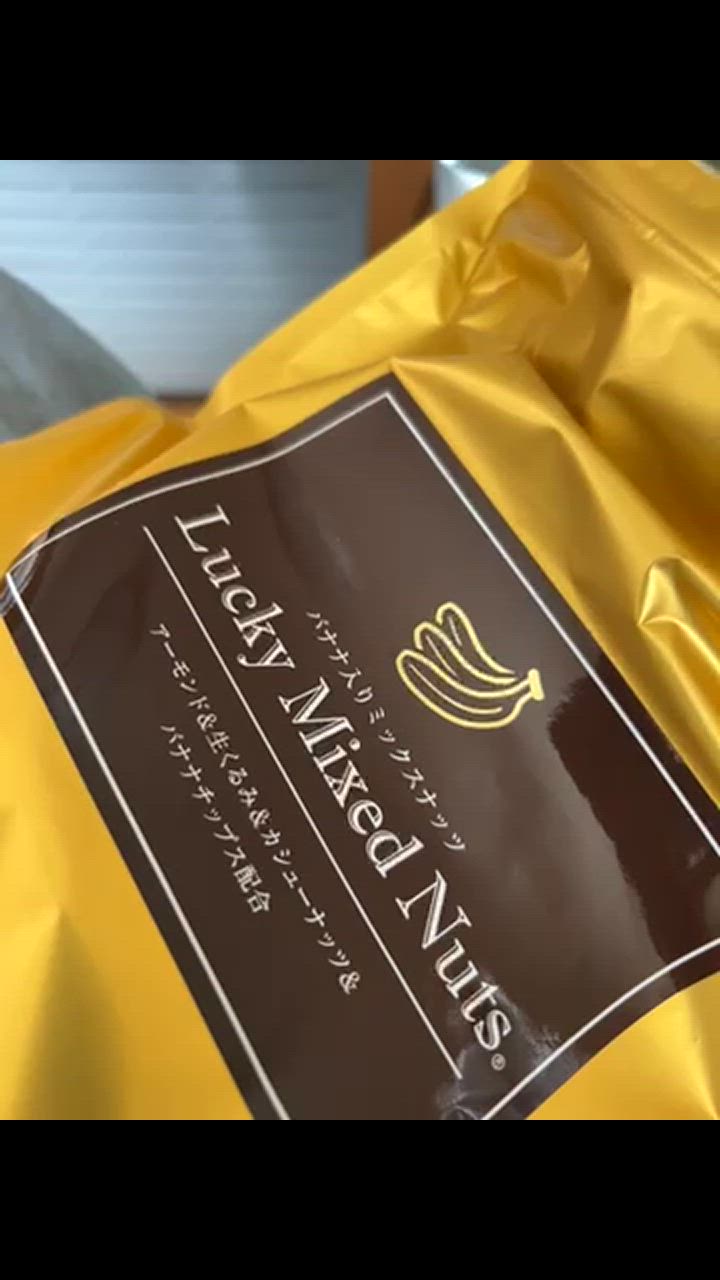 バナナ入りミックスナッツ
Lucky Mixed Nuts®
アーモンド&生くるみ&カシューナッツ&
バナナチップス配合